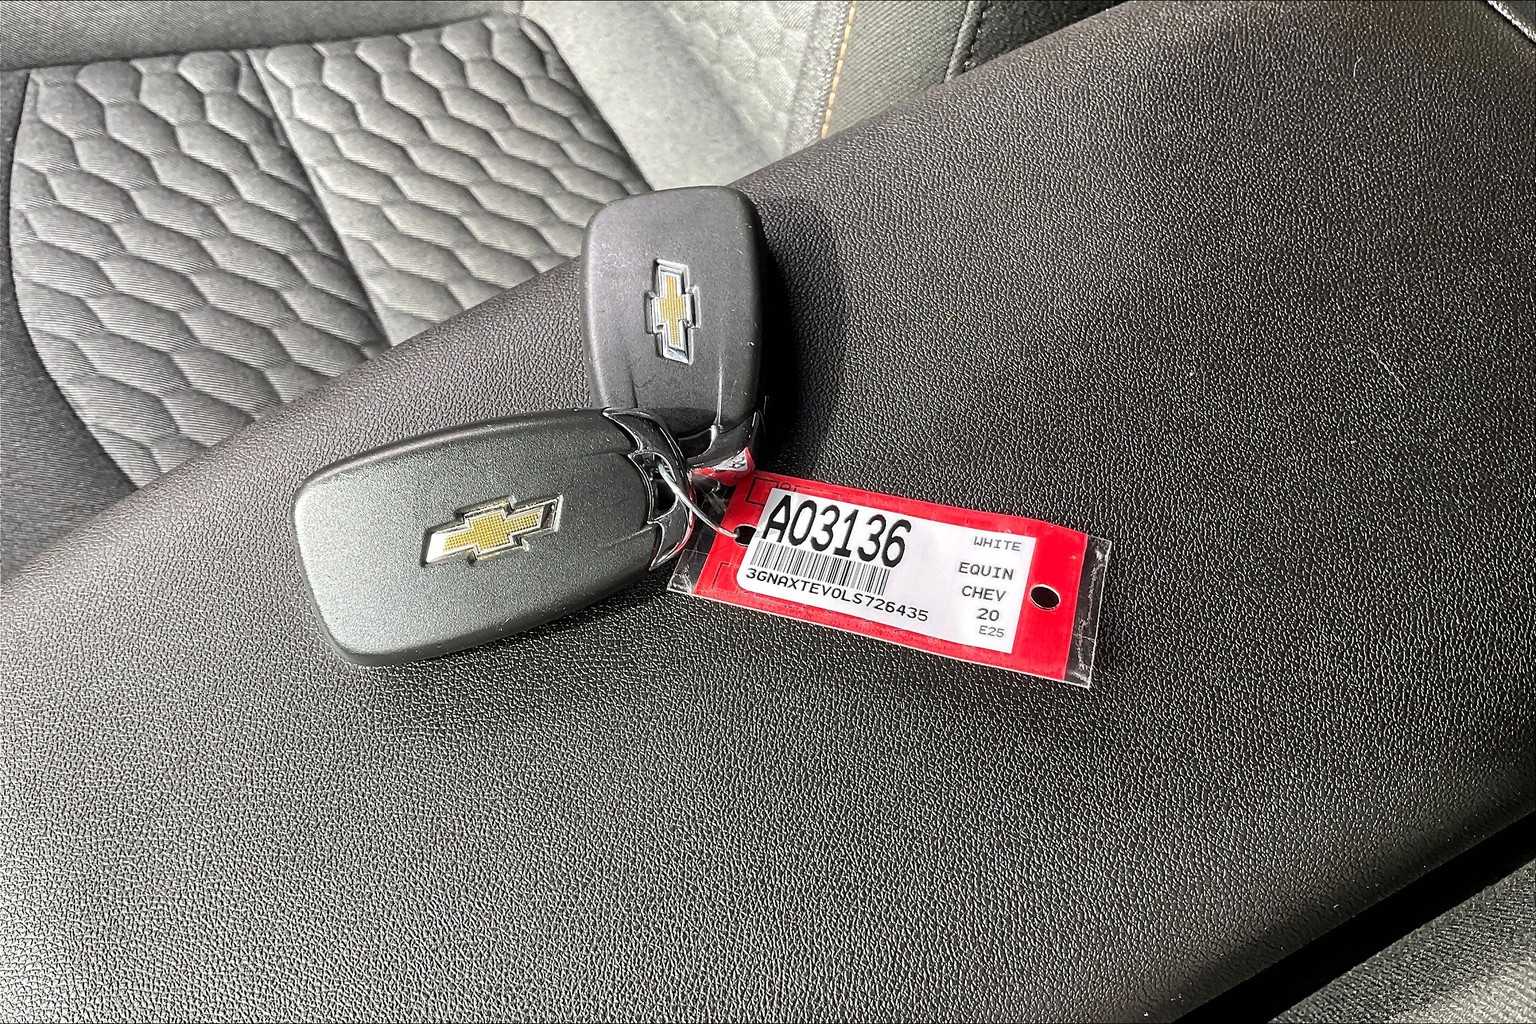 A03136
3GNAXTEV0LS726435
WHITE
EQUIN
CHEV
20
E25